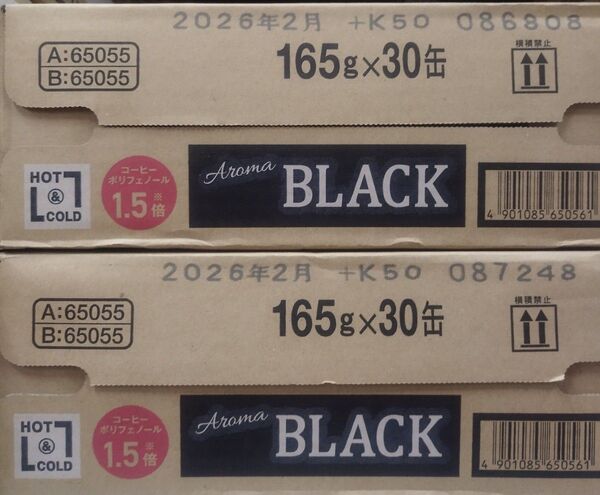 2026年2月 +K50 086808
A:65055
B:65055
165g×30缶
横積禁止
HOT
&
COLD
コーヒー
ポリフェノール
1.5※倍
Aroma
BLACK
4 901085 650561
2026年2月 +K50 087248
A:65055
B:65055
165g×30缶
横積禁止
HOT
&
COLD
コーヒー
ポリフェノール
1.5※倍
Aroma
BLACK
4 901085 650561